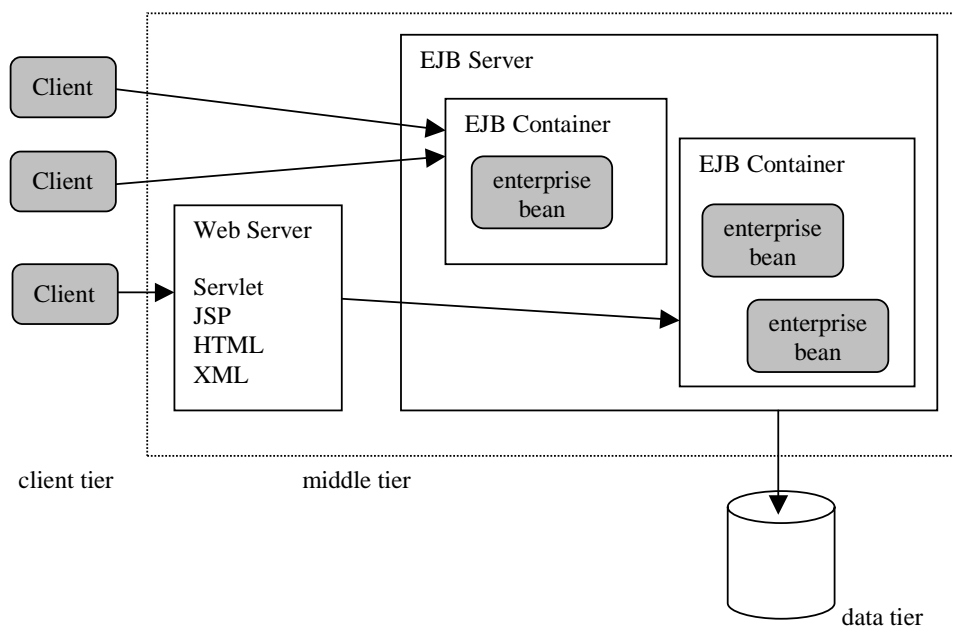 EJB Server
Client
EJB Container
Client
enterprise
bean
EJB Container
Web Server
enterprise
bean
Client
Servlet
JSP
HTML
XML
enterprise
bean
client tier
middle tier
data tier